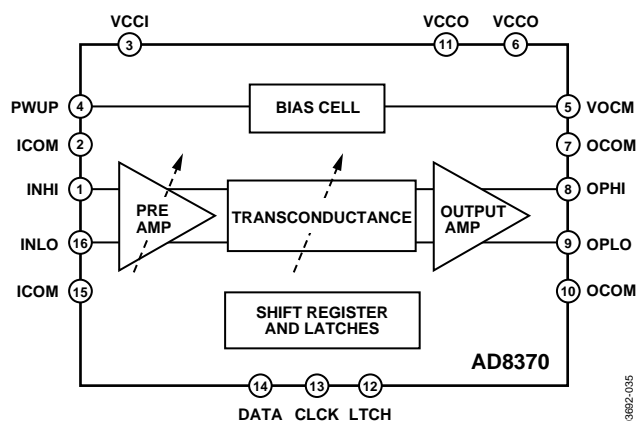 VCCI
VCCO
VCCO
3
11
6
PWUP 4
BIAS CELL
5 VOCM
ICOM 2
7 OCOM
INHI 1
8 OPHI
PRE
AMP
TRANSCONDUCTANCE
OUTPUT
AMP
INLO 16
9 OPLO
ICOM 15
10 OCOM
SHIFT REGISTER
AND LATCHES
AD8370
14 13 12
DATA CLCK LTCH
03692-035